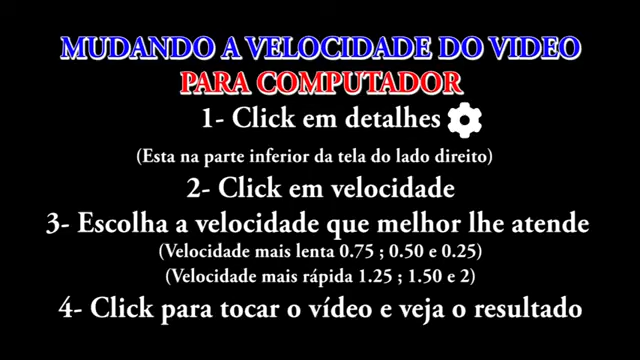 MUDANDO A VELOCIDADE DO VIDEO
PARA COMPUTADOR
1- Click em detalhes
(Esta na parte inferior da tela do lado direito)
2- Click em velocidade
3- Escolha a velocidade que melhor lhe atende
(Velocidade mais lenta 0.75 ; 0.50 e 0.25)
(Velocidade mais rápida 1.25 ; 1.50 e 2)
4- Click para tocar o vídeo e veja o resultado